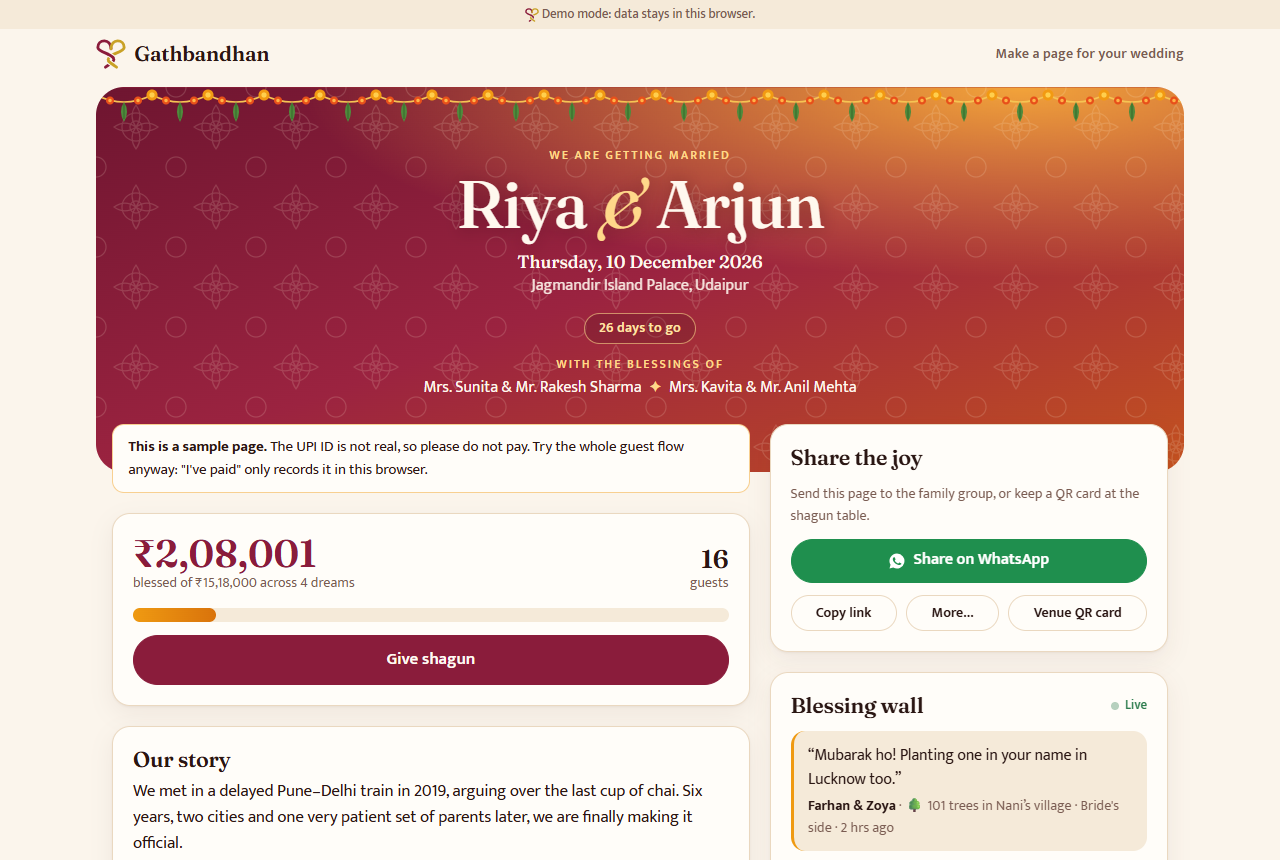 Demo mode: data stays in this browser.
Gathbandhan
Make a page for your wedding
WE ARE GETTING MARRIED
Riya & Arjun
Thursday, 10 December 2026
Jagmandir Island Palace, Udaipur
26 days to go
WITH THE BLESSINGS OF
Mrs. Sunita & Mr. Rakesh Sharma ✦ Mrs. Kavita & Mr. Anil Mehta
This is a sample page. The UPI ID is not real, so please do not pay. Try the whole guest flow
anyway: "I've paid" only records it in this browser.
₹2,08,001
blessed of ₹15,18,000 across 4 dreams
16
guests
Give shagun
Our story
We met in a delayed Pune–Delhi train in 2019, arguing over the last cup of chai. Six
years, two cities and one very patient set of parents later, we are finally making it
official.
Share the joy
Send this page to the family group, or keep a QR card at the
shagun table.
Share on WhatsApp
Copy link
More...
Venue QR card
Blessing wall
Live
“Mubarak ho! Planting one in your name in
Lucknow too.”
Farhan & Zoya · 🌳 101 trees in Nani’s village · Bride's
side · 2 hrs ago